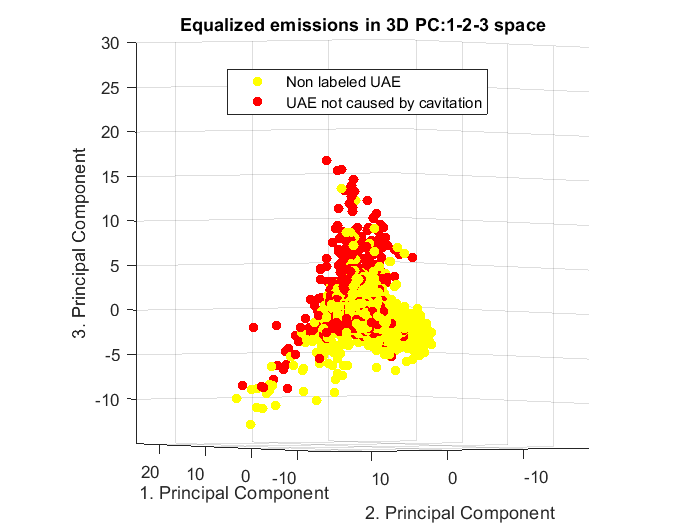 Equalized emissions in 3D PC:1-2-3 space
Non labeled UAE
UAE not caused by cavitation
30
25
20
15
10
5
0
-5
-10
3. Principal Component
20 10 0 -10
1. Principal Component
10 0 -10
2. Principal Component